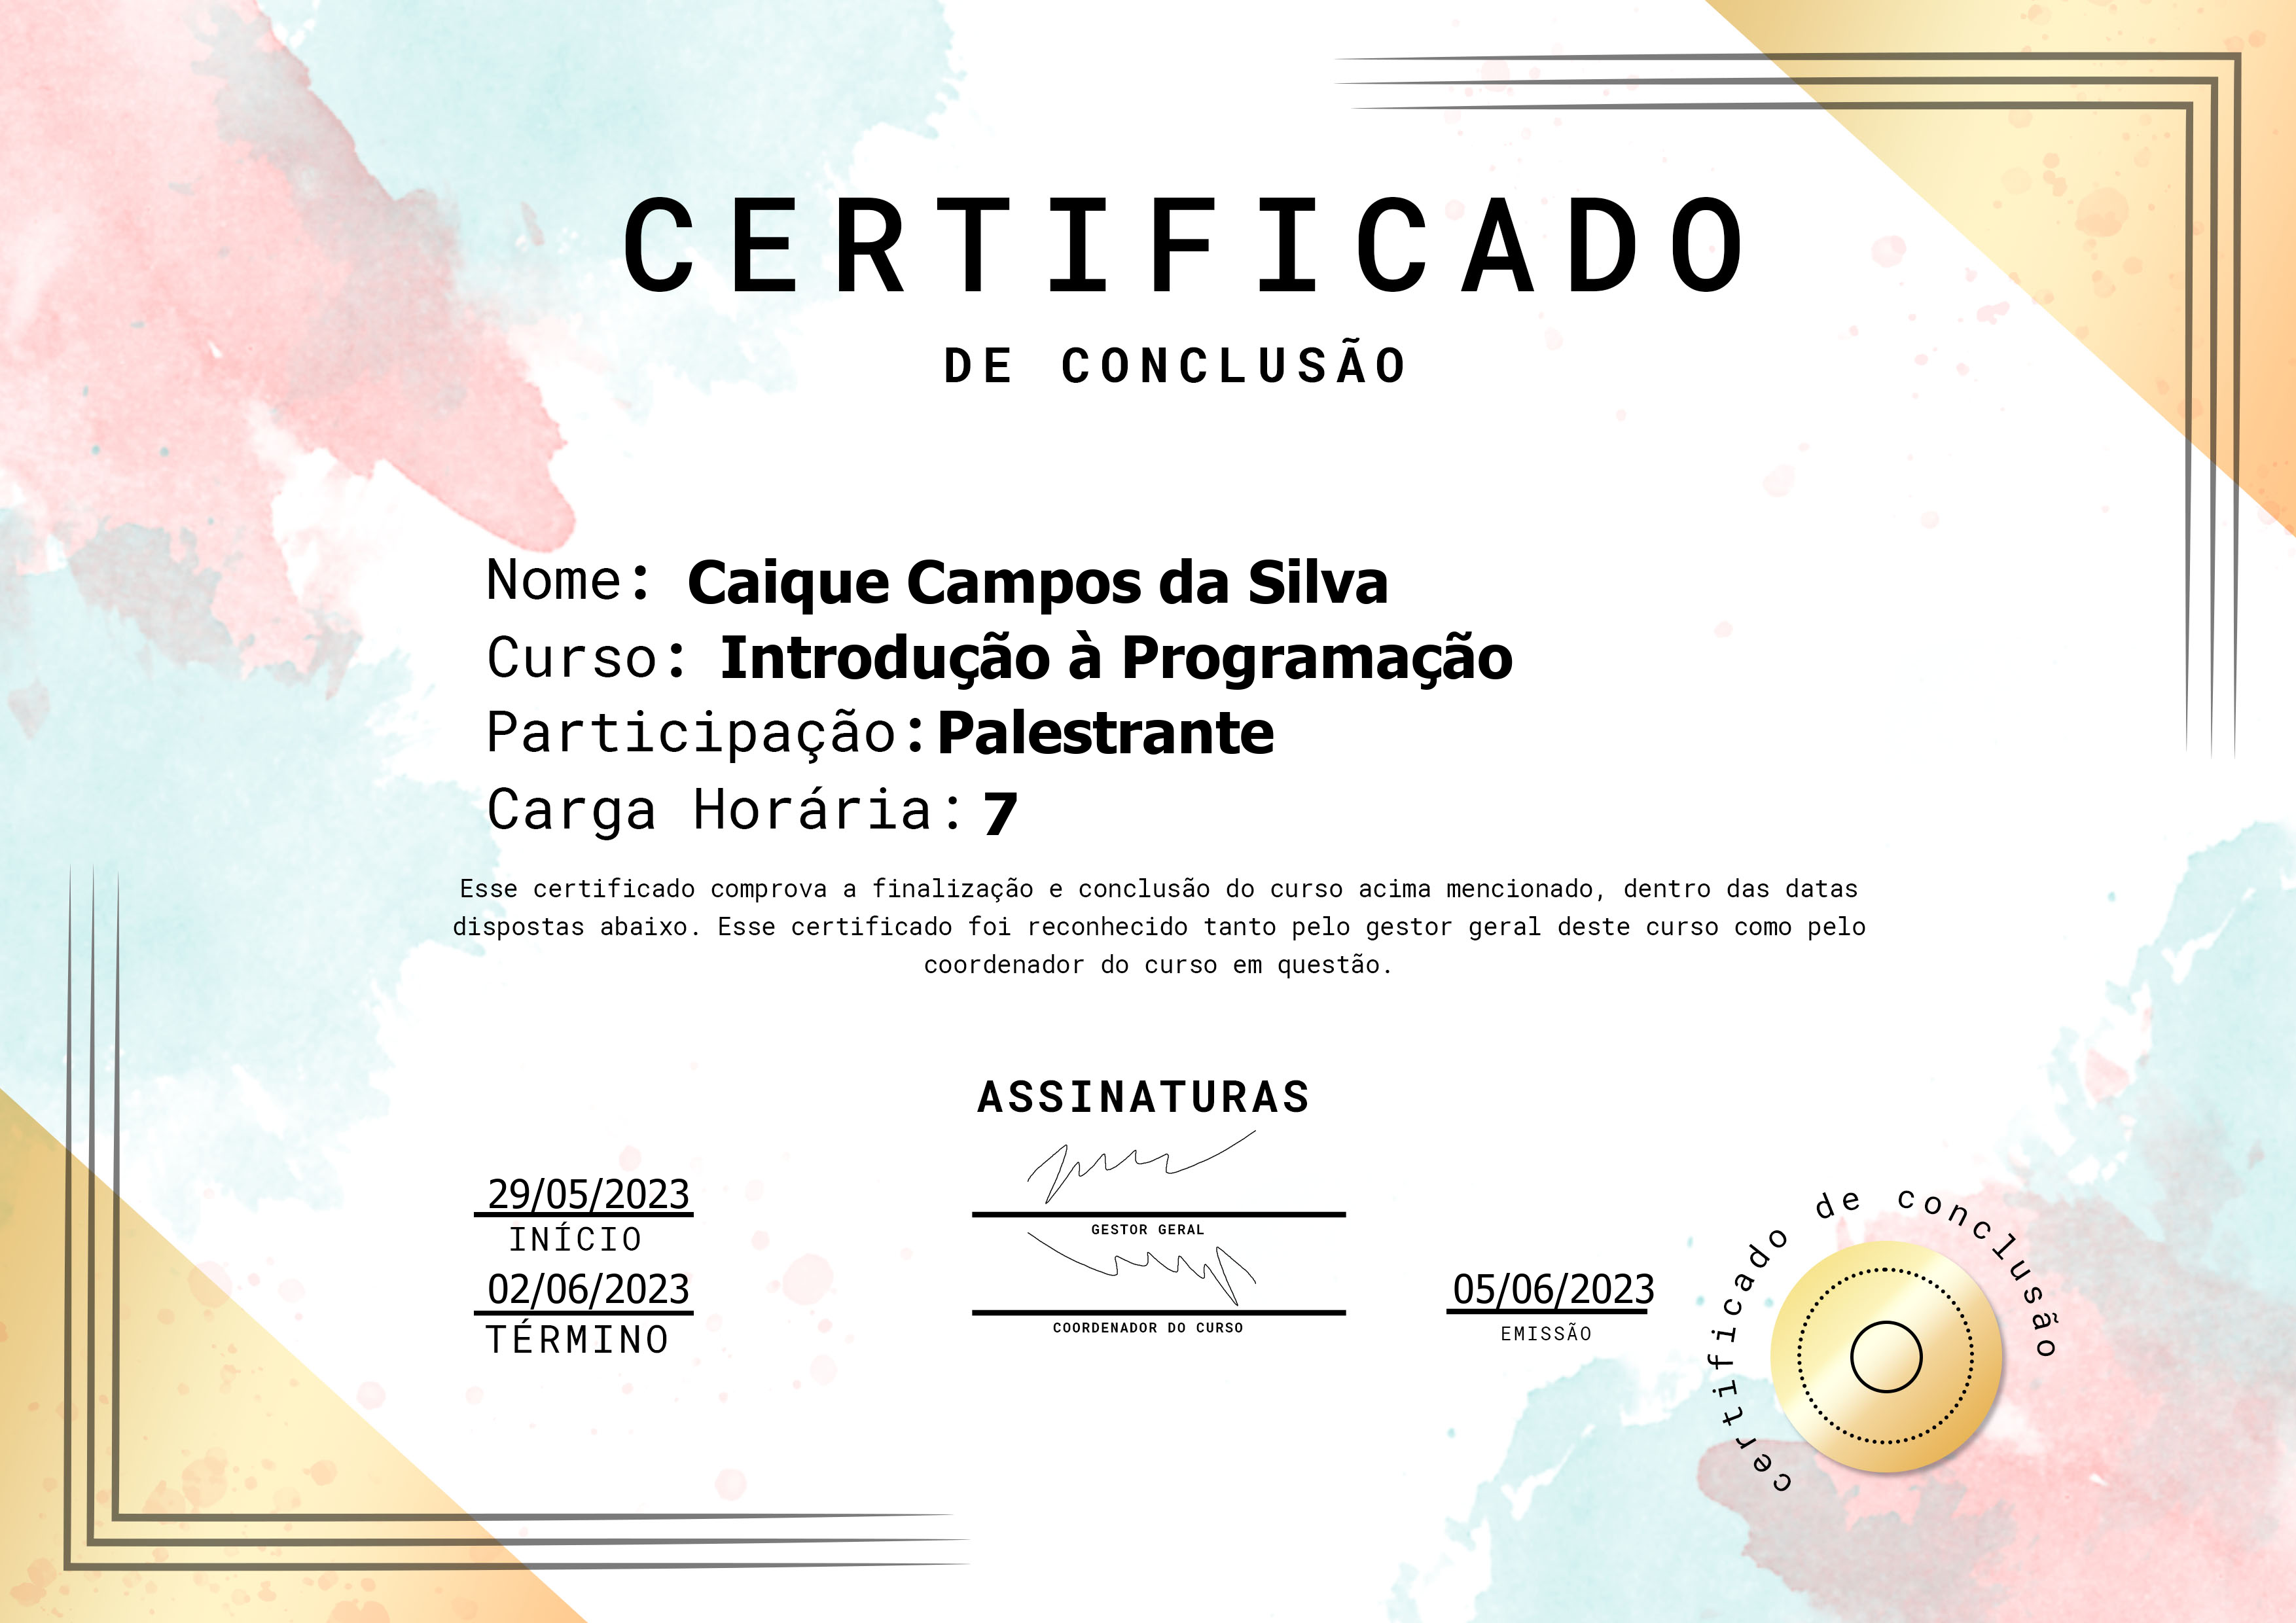 CERTIFICADO
DE CONCLUSÃO
Nome: Caique Campos da Silva
Curso: Introdução à Programação
Participação: Palestrante
Carga Horária: 7
Esse certificado comprova a finalização e conclusão do curso acima mencionado, dentro das datas
dispostas abaixo. Esse certificado foi reconhecido tanto pelo gestor geral deste curso como pelo
coordenador do curso em questão.
ASSINATURAS
29/05/2023
INÍCIO
GESTOR GERAL
02/06/2023
TÉRMINO
COORDENADOR DO CURSO
05/06/2023
EMISSÃO
certificado de conclusão